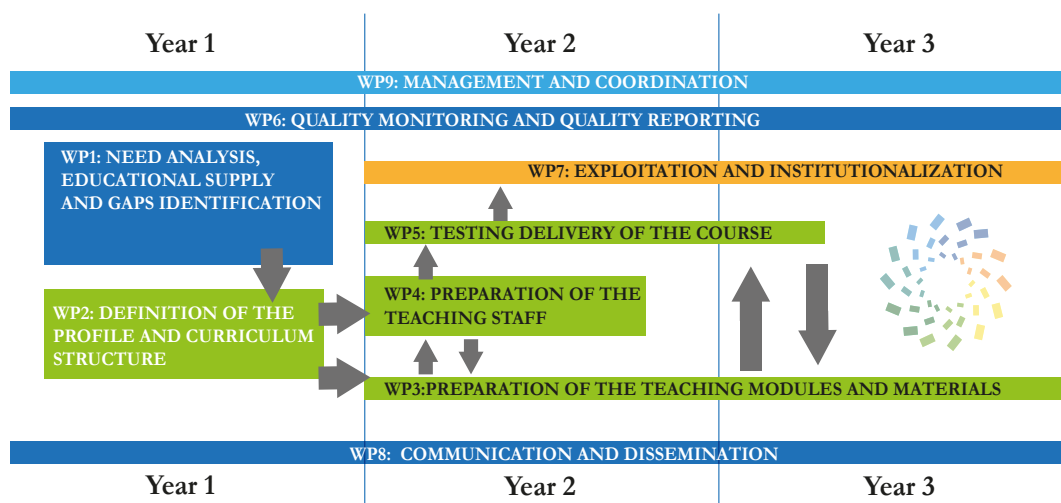 Year 1
Year 2
Year 3
WP9: MANAGEMENT AND COORDINATION
WP6: QUALITY MONITORING AND QUALITY REPORTING
WP1: NEED ANALYSIS,
EDUCATIONAL SUPPLY
AND GAPS IDENTIFICATION
WP7: EXPLOITATION AND INSTITUTIONALIZATION
WP5: TESTING DELIVERY OF THE COURSE
WP4: PREPARATION OF THE
TEACHING STAFF
WP2: DEFINITION OF THE
PROFILE AND CURRICULUM
STRUCTURE
WP3:PREPARATION OF THE TEACHING MODULES AND MATERIALS
WP8: COMMUNICATION AND DISSEMINATION
Year 1
Year 2
Year 3